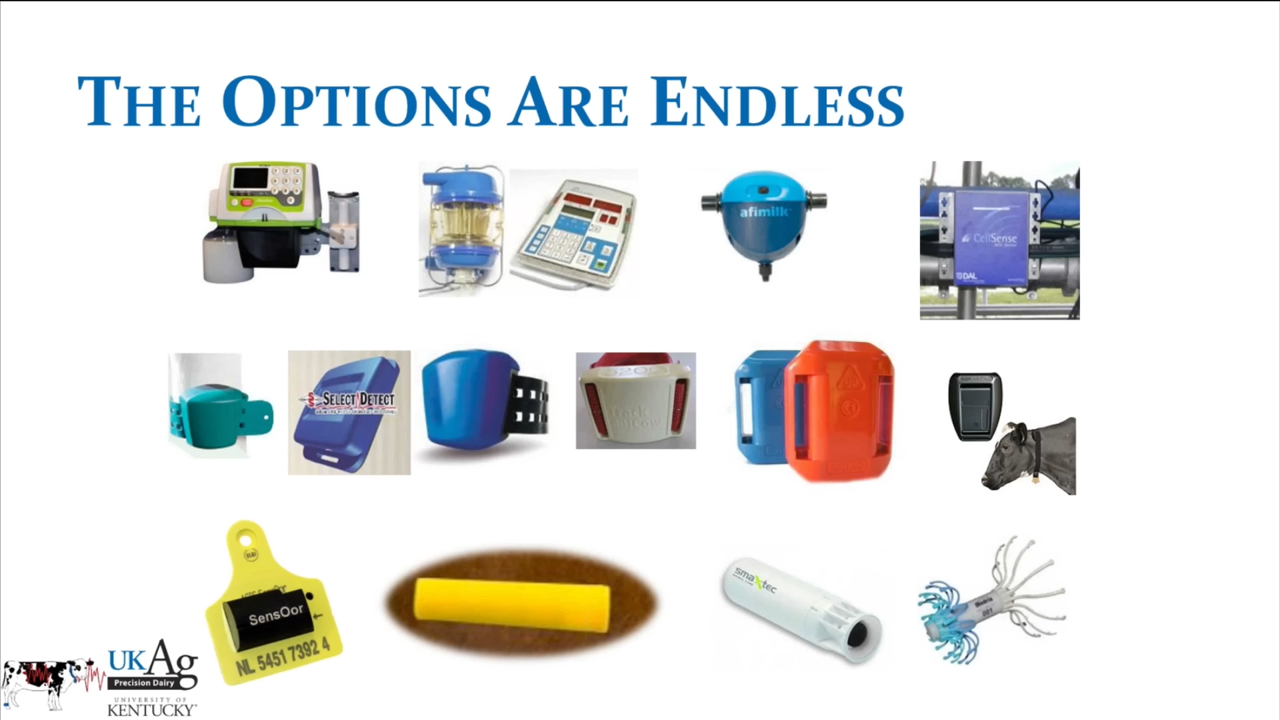 THE OPTIONS ARE ENDLESS
afimilk
CellSense
DAL
SELECT DETECT
SensOor
NL 5451 7392 4
smaXtec
UKAg
Precision Dairy
UNIVERSITY OF
KENTUCKY